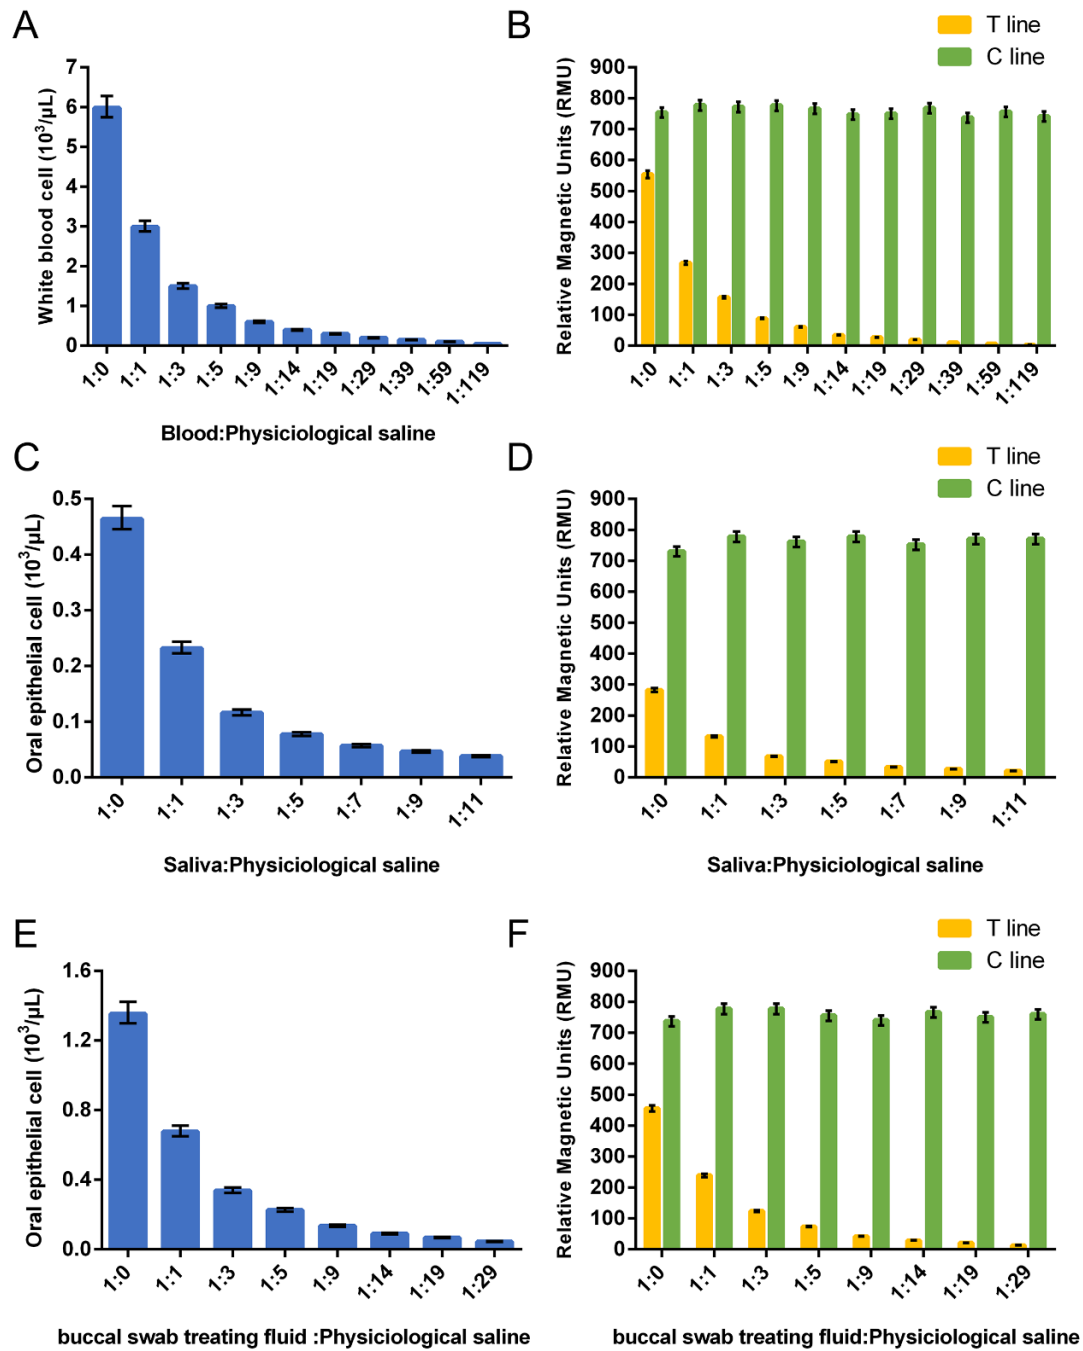 A
White blood cell (10³/µL)
7
6
5
4
3
2
1
0
1:0 1:1 1:3 1:5 1:9 1:14 1:19 1:29 1:39 1:59 1:119
Blood:Physiciological saline
B
T line
C line
Relative Magnetic Units (RMU)
900
800
700
600
500
400
300
200
100
0
1:0 1:1 1:3 1:5 1:9 1:14 1:19 1:29 1:39 1:59 1:119
C
Oral epithelial cell (10³/µL)
0.5
0.4
0.3
0.2
0.1
0.0
1:0 1:1 1:3 1:5 1:7 1:9 1:11
Saliva:Physiciological saline
D
T line
C line
Relative Magnetic Units (RMU)
900
800
700
600
500
400
300
200
100
0
1:0 1:1 1:3 1:5 1:7 1:9 1:11
Saliva:Physiciological saline
E
Oral epithelial cell (10³/µL)
1.6
1.2
0.8
0.4
0.0
1:0 1:1 1:3 1:5 1:9 1:14 1:19 1:29
buccal swab treating fluid :Physiciological saline
F
T line
C line
Relative Magnetic Units (RMU)
900
800
700
600
500
400
300
200
100
0
1:0 1:1 1:3 1:5 1:9 1:14 1:19 1:29
buccal swab treating fluid:Physiciological saline